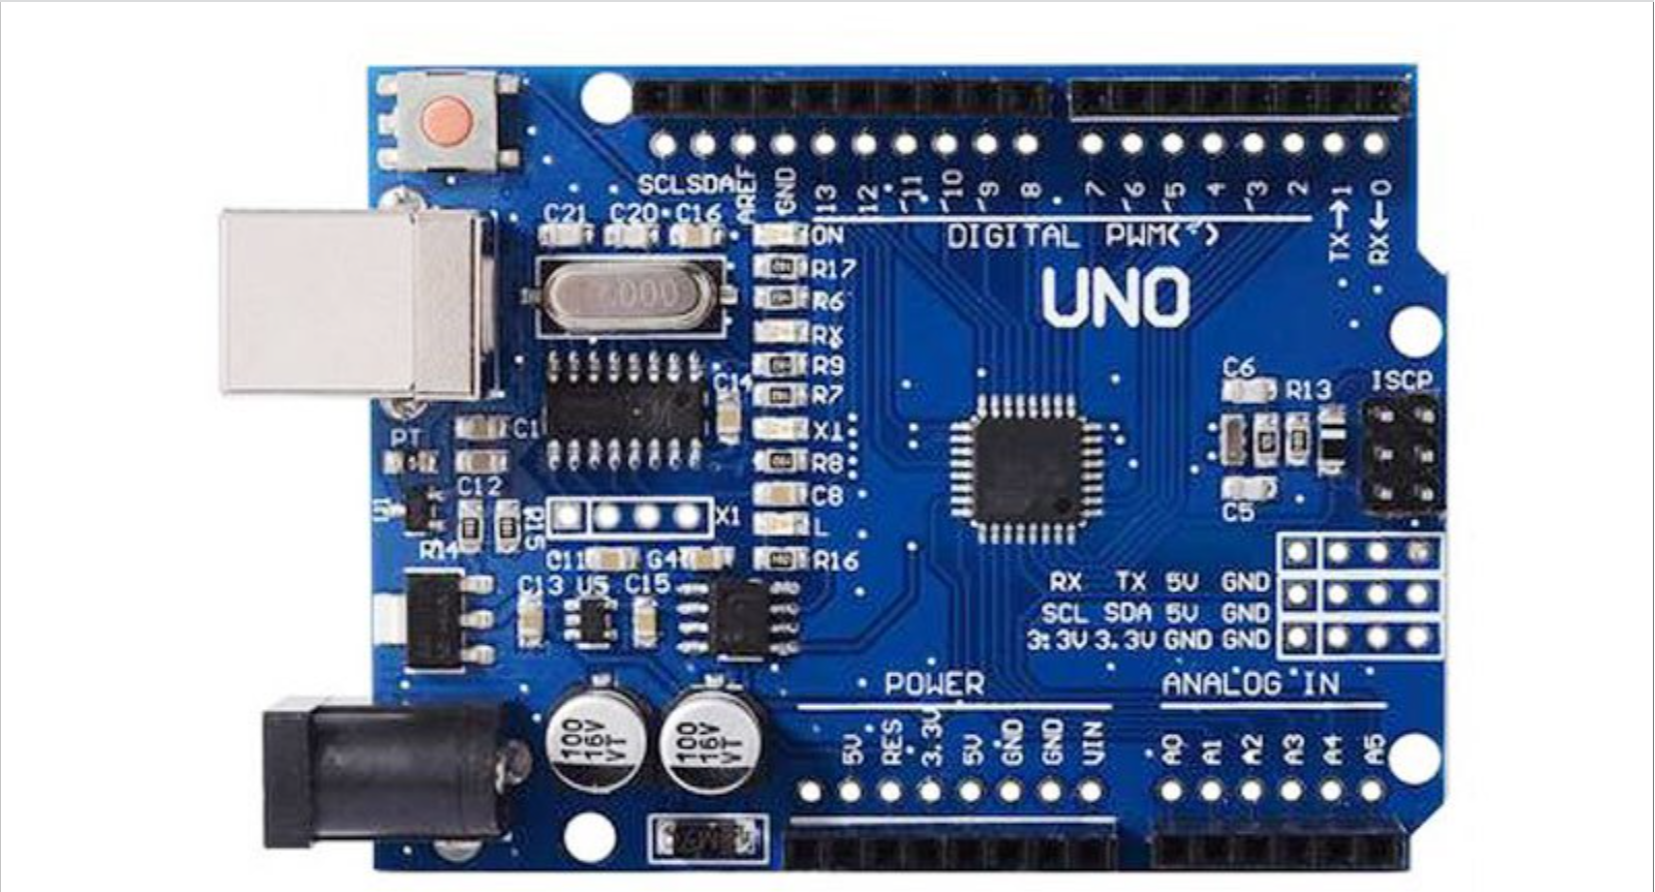 SCL SDA AREF GND 13 12 ~11 ~10 ~9 8 7 ~6 ~5 4 ~3 2 TX→1 RX←0
C21 C20 C16
ON
DIGITAL PWM(~)
R17
UNO
R6
RX
R9
R7
C14
C6
R13
ISCP
PT
C1
XT
R8
C12
C8
C5
X1
L
R14
C11
G4
R16
C13 U5 C15
RX TX 5V GND
SCL SDA 5V GND
3.3V 3.3V GND GND
POWER
ANALOG IN
100
16V
VT
100
16V
VT
5V RES 3.3V 5V GND GND VIN
A0 A1 A2 A3 A4 A5